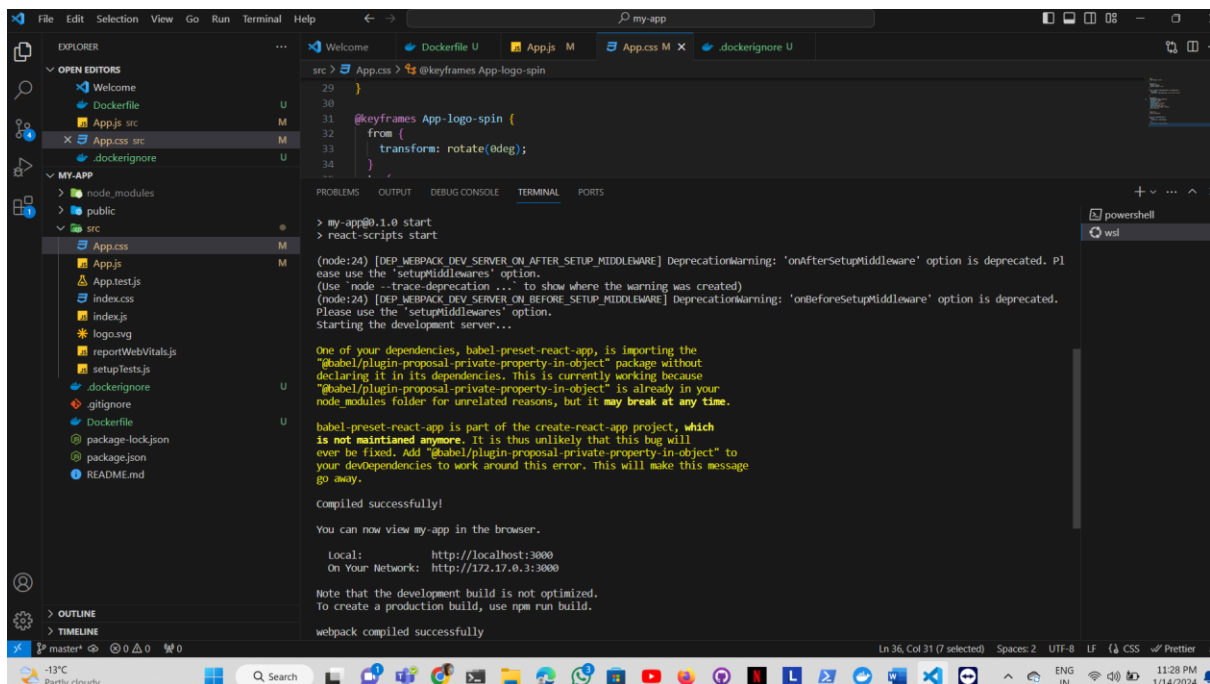 File Edit Selection View Go Run Terminal Help
my-app
EXPLORER
OPEN EDITORS
Welcome
Dockerfile U
App.js src M
App.css src M
.dockerignore U
MY-APP
node_modules
public
src
App.css M
App.js M
App.test.js
index.css
index.js
logo.svg
reportWebVitals.js
setupTests.js
.dockerignore U
.gitignore
Dockerfile U
package-lock.json
package.json
README.md
OUTLINE
TIMELINE
4
1
Welcome Dockerfile U App.js M App.css M .dockerignore U
src > App.css > @keyframes App-logo-spin
29 }
30
31 @keyframes App-logo-spin {
32 from {
33 transform: rotate(0deg);
34 }
PROBLEMS OUTPUT DEBUG CONSOLE TERMINAL PORTS
powershell
wsl
> my-app@0.1.0 start
> react-scripts start
(node:24) [DEP_WEBPACK_DEV_SERVER_ON_AFTER_SETUP_MIDDLEWARE] DeprecationWarning: 'onAfterSetupMiddleware' option is deprecated. Pl
ease use the 'setupMiddlewares' option.
(Use `node --trace-deprecation ...` to show where the warning was created)
(node:24) [DEP_WEBPACK_DEV_SERVER_ON_BEFORE_SETUP_MIDDLEWARE] DeprecationWarning: 'onBeforeSetupMiddleware' option is deprecated.
Please use the 'setupMiddlewares' option.
Starting the development server...
One of your dependencies, babel-preset-react-app, is importing the
"@babel/plugin-proposal-private-property-in-object" package without
declaring it in its dependencies. This is currently working because
"@babel/plugin-proposal-private-property-in-object" is already in your
node_modules folder for unrelated reasons, but it may break at any time.
babel-preset-react-app is part of the create-react-app project, which
is not maintianed anymore. It is thus unlikely that this bug will
ever be fixed. Add "@babel/plugin-proposal-private-property-in-object" to
your devDependencies to work around this error. This will make this message
go away.
Compiled successfully!
You can now view my-app in the browser.
Local: http://localhost:3000
On Your Network: http://172.17.0.3:3000
Note that the development build is not optimized.
To create a production build, use npm run build.
webpack compiled successfully
master* 0 0 0 Ln 36, Col 31 (7 selected) Spaces: 2 UTF-8 LF CSS Prettier
-13°C
Partly cloudy
Search
ENG
IN
11:28 PM
1/14/2024